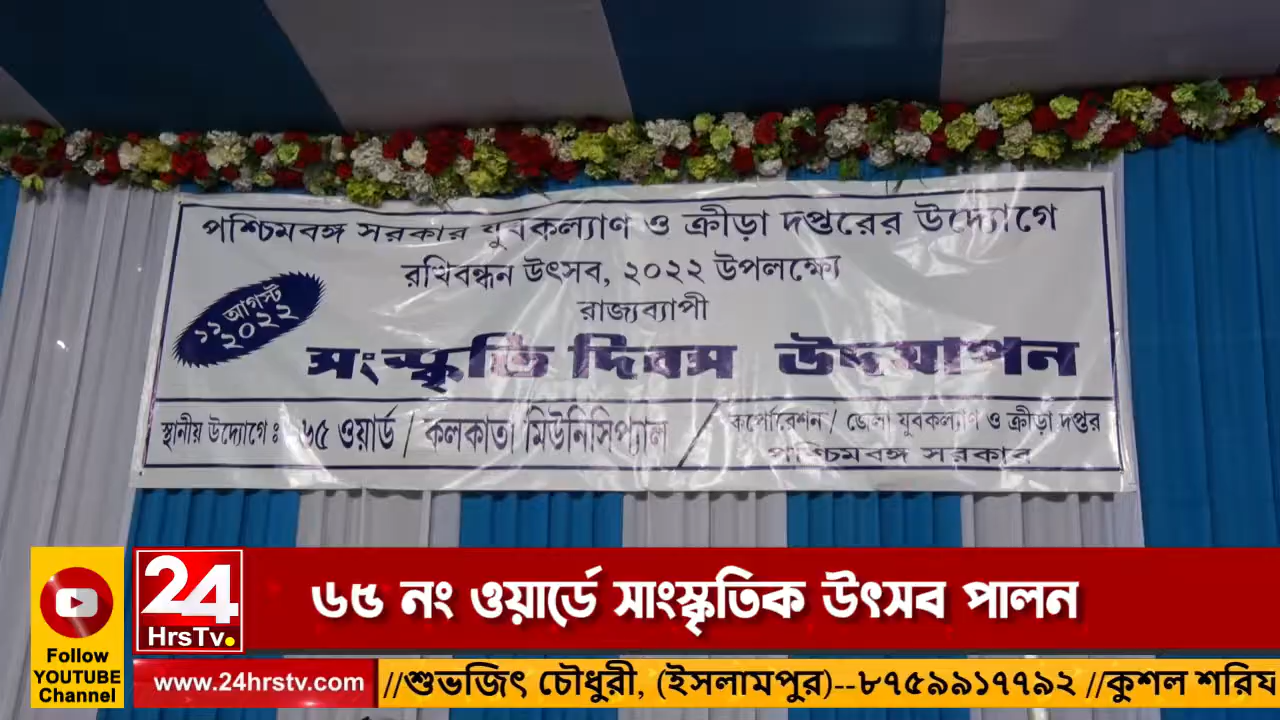 পশ্চিমবঙ্গ সরকার যুবকল্যাণ ও ক্রীড়া দপ্তরের উদ্যোগে
রখিবন্ধন উৎসব, ২০২২ উপলক্ষ্যে
রাজ্যব্যাপী
১১ আগস্ট
২০২২
সংস্কৃতি দিবস উদযাপন
স্থানীয় উদ্যোগে : ৬৫ ওয়ার্ড / কলকাতা মিউনিসিপ্যাল / কর্পোরেশন / জেলা যুবকল্যাণ ও ক্রীড়া দপ্তর
পশ্চিমবঙ্গ সরকার
24
HrsTv.
৬৫ নং ওয়ার্ডে সাংস্কৃতিক উৎসব পালন
Follow
YOUTUBE
Channel
www.24hrstv.com
//শুভজিৎ চৌধুরী, (ইসলামপুর)--৮৭৫৯৯১৭৭৯২ //কুশল শরিফ